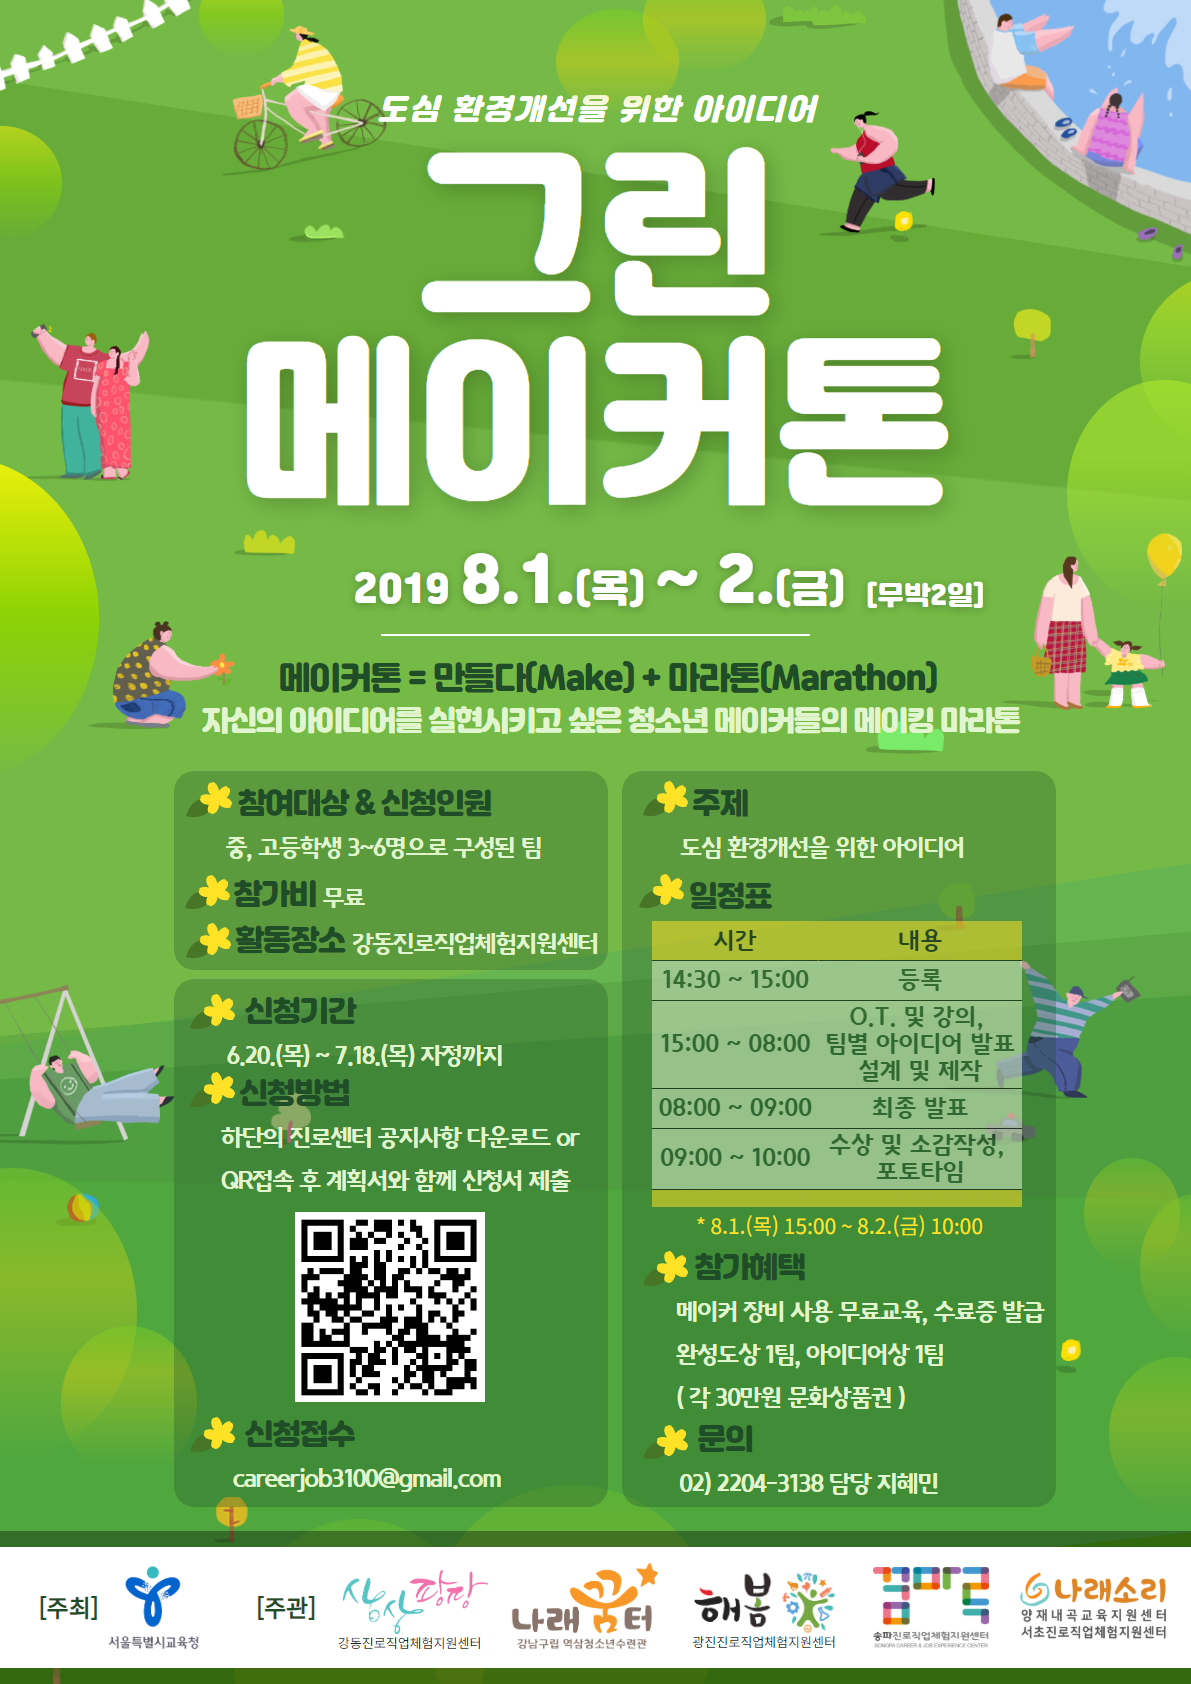 도심 환경개선을 위한 아이디어
그린
메이커톤
2019 8.1.(목) ~ 2.(금) [무박2일]
메이커톤 = 만들다(Make) + 마라톤(Marathon)
자신의 아이디어를 실현시키고 싶은 청소년 메이커들의 메이킹 마라톤
참여대상 & 신청인원
중, 고등학생 3~6명으로 구성된 팀
참가비 무료
활동장소 강동진로직업체험지원센터
신청기간
6.20.(목) ~ 7.18.(목) 자정까지
신청방법
하단의 진로센터 공지사항 다운로드 or
QR접속 후 계획서와 함께 신청서 제출
신청접수
careerjob3100@gmail.com
주제
도심 환경개선을 위한 아이디어
일정표
시간 내용
14:30 ~ 15:00 등록
15:00 ~ 08:00 O.T. 및 강의,
팀별 아이디어 발표
설계 및 제작
08:00 ~ 09:00 최종 발표
09:00 ~ 10:00 수상 및 소감작성,
포토타임
* 8.1.(목) 15:00 ~ 8.2.(금) 10:00
참가혜택
메이커 장비 사용 무료교육, 수료증 발급
완성도상 1팀, 아이디어상 1팀
( 각 30만원 문화상품권 )
문의
02) 2204-3138 담당 지혜민
[주최]
서울특별시교육청
[주관]
상상팡팡
강동진로직업체험지원센터
나래꿈터
강남구립 역삼청소년수련관
해봄
광진진로직업체험지원센터
꿈마루
송파진로직업체험지원센터
SONGPA CAREER & JOB EXPERIENCE CENTER
나래소리
양재내곡교육지원센터
서초진로직업체험지원센터